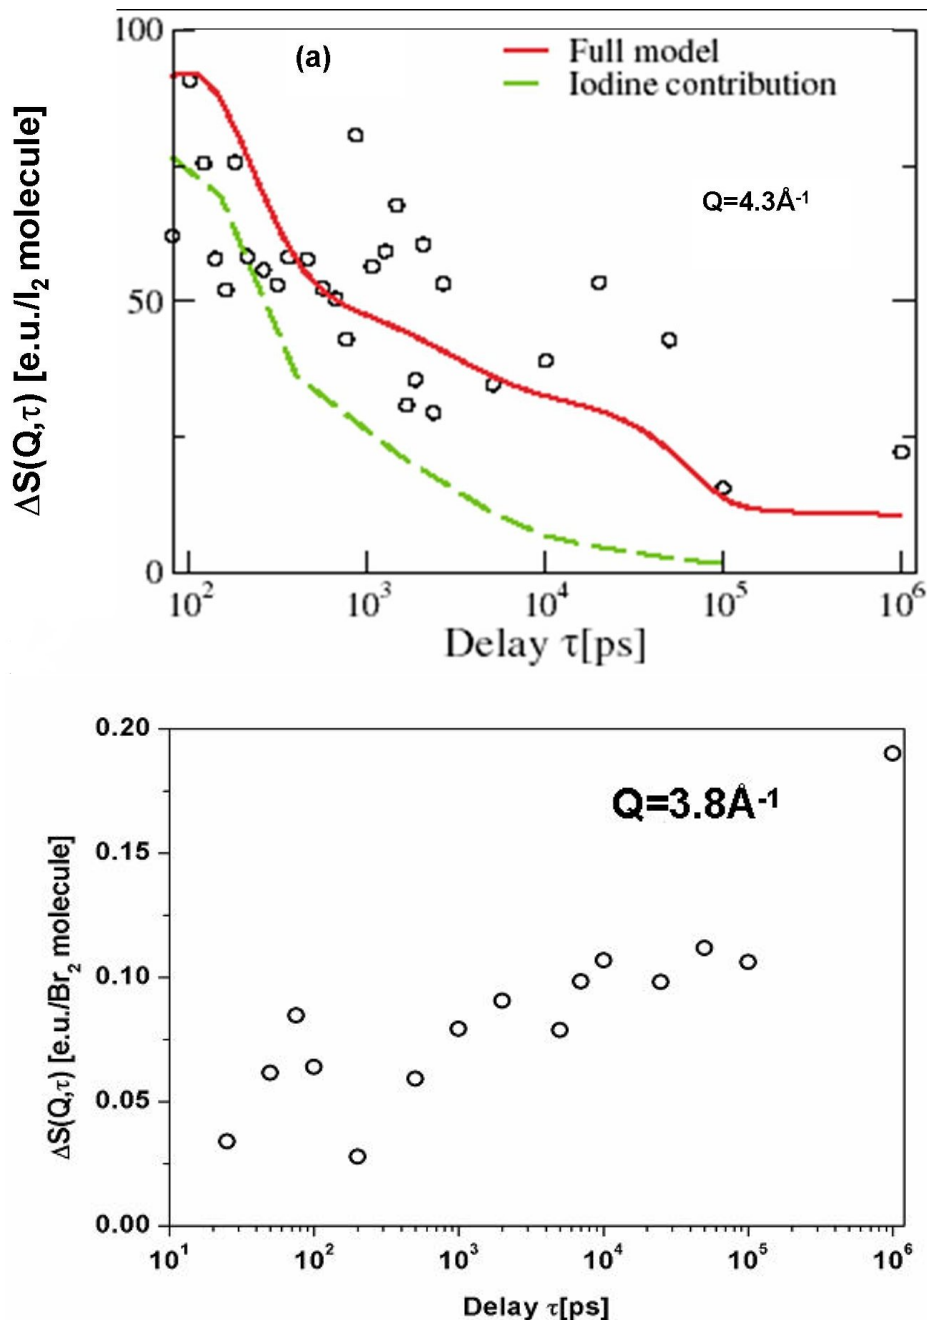 100
(a)
Full model
Iodine contribution
Q=4.3Å⁻¹
50
0
ΔS(Q,τ) [e.u./I₂ molecule]
10² 10³ 10⁴ 10⁵ 10⁶
Delay τ[ps]
0.20
Q=3.8Å⁻¹
0.15
0.10
0.05
0.00
ΔS(Q,τ) [e.u./Br₂ molecule]
10¹ 10² 10³ 10⁴ 10⁵ 10⁶
Delay τ[ps]